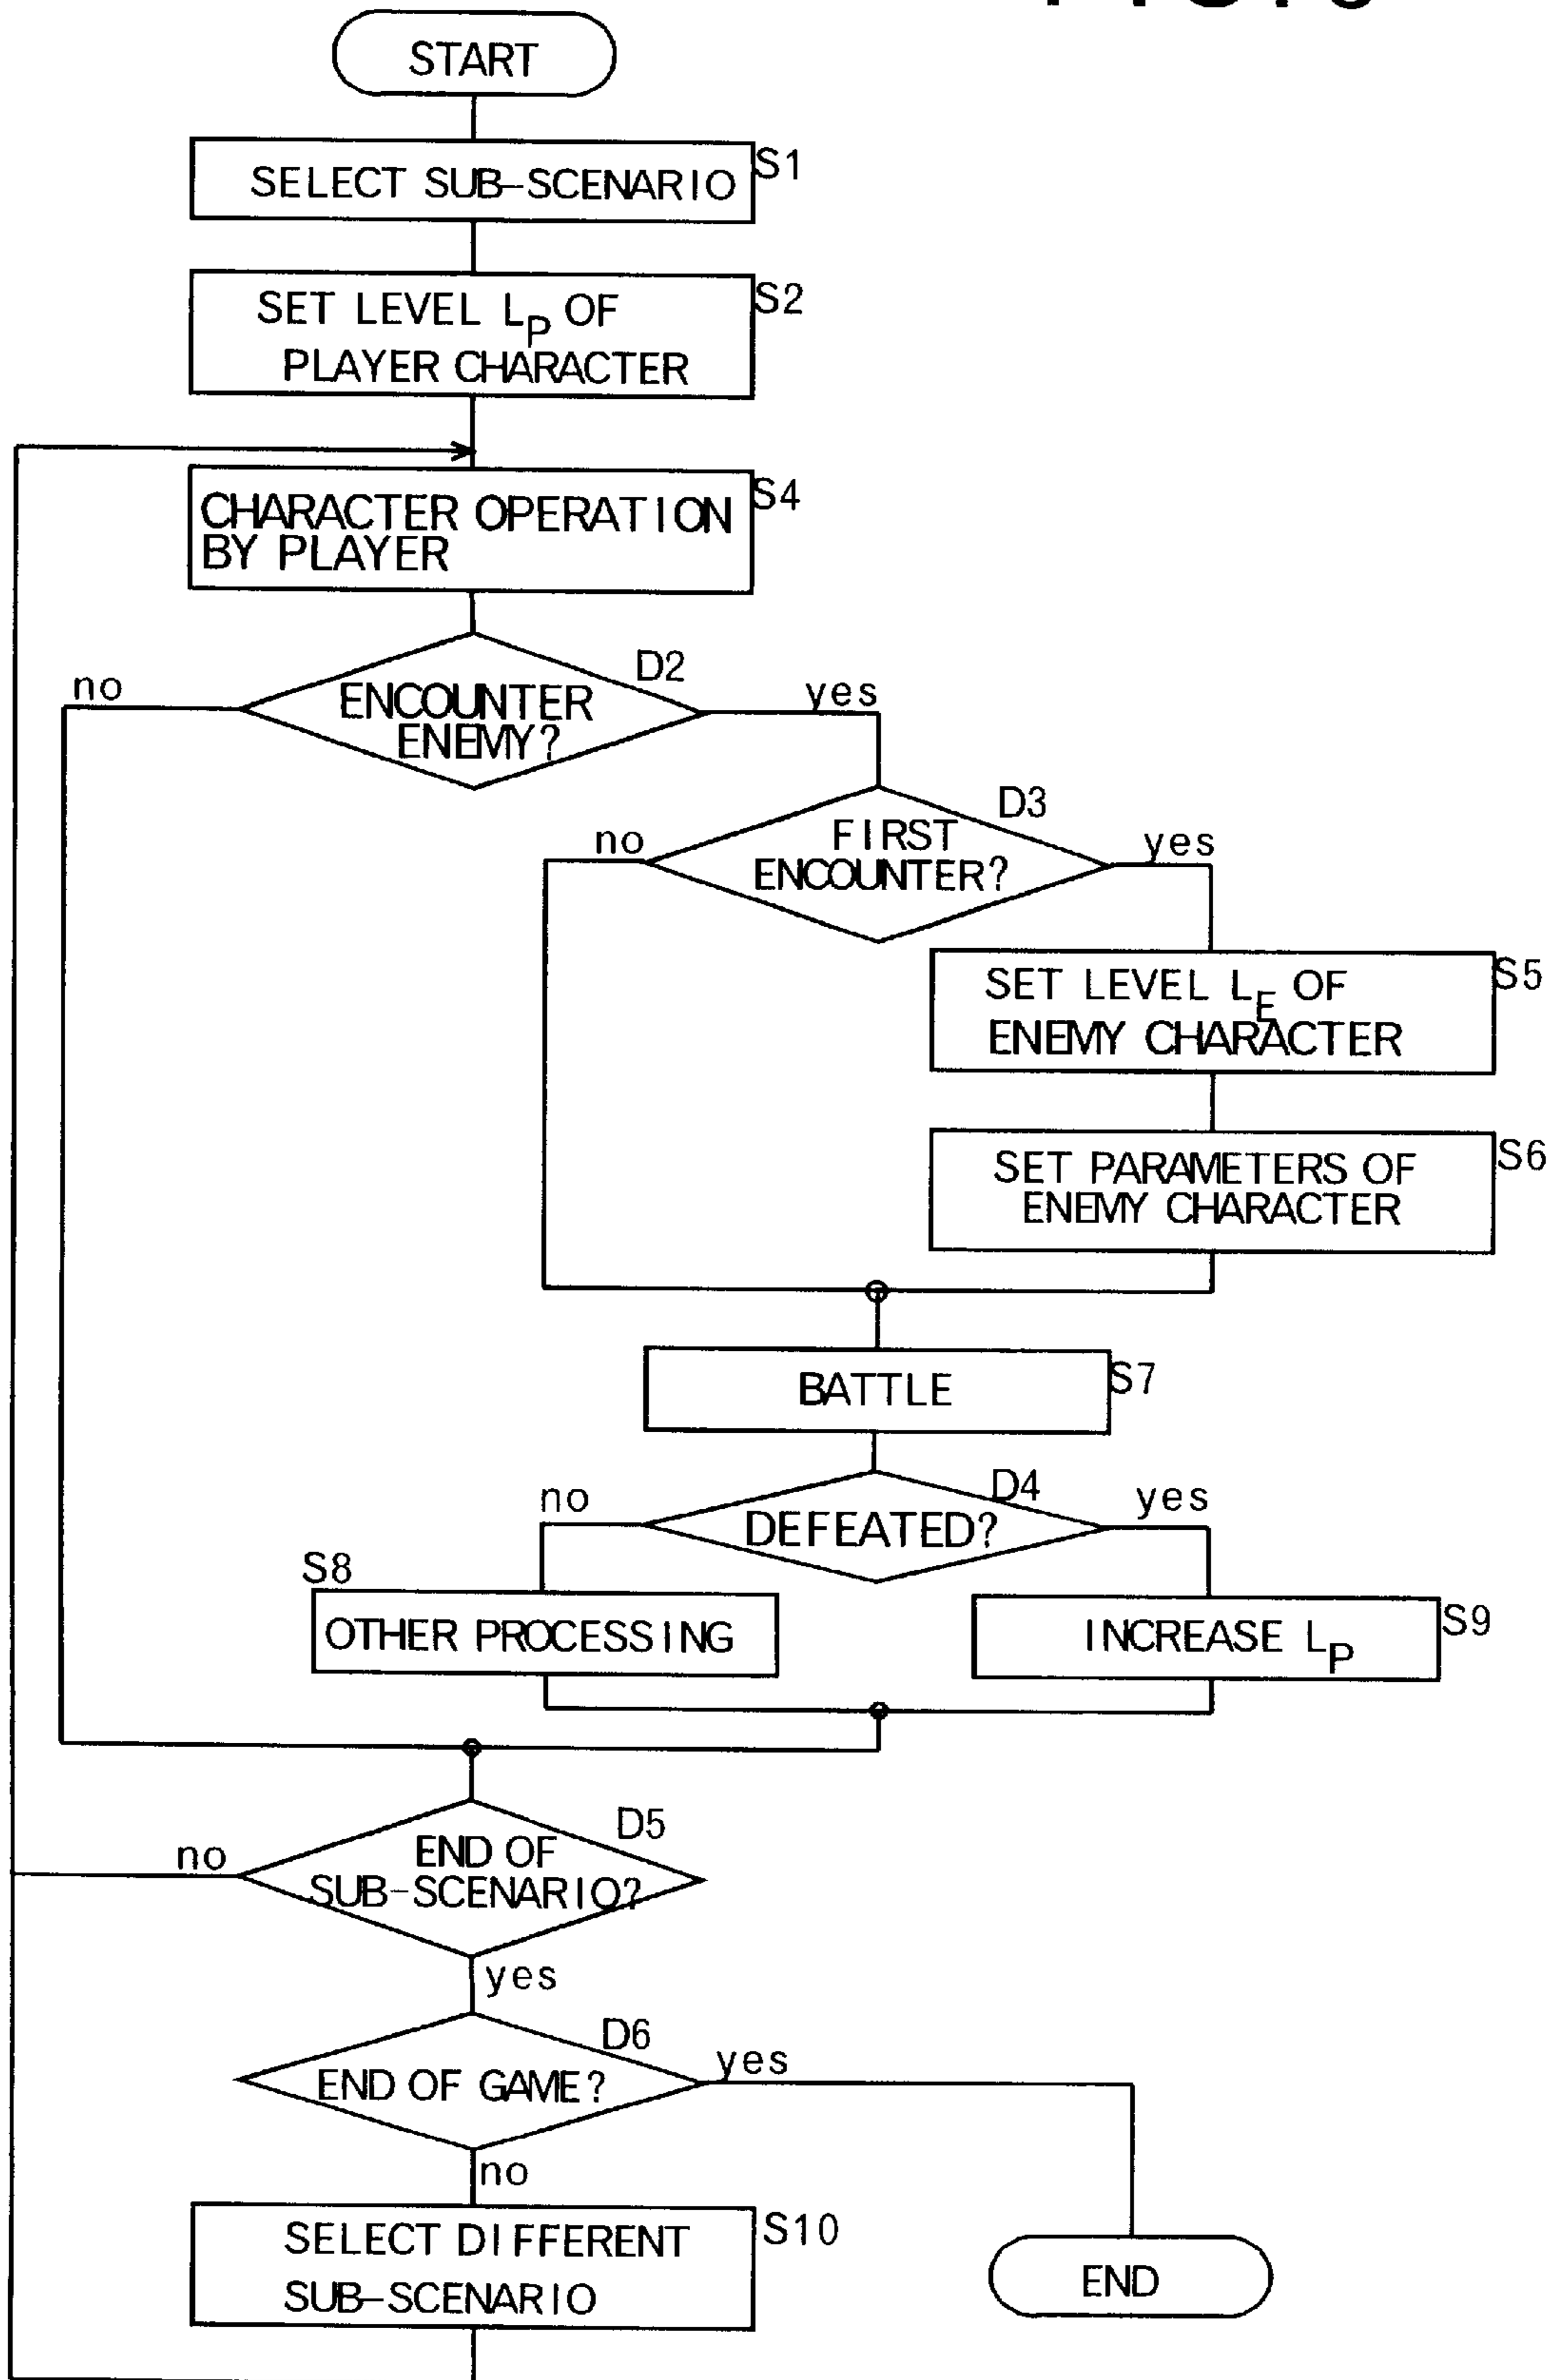 START
SELECT SUB-SCENARIO
S1
SET LEVEL LP OF
PLAYER CHARACTER
S2
CHARACTER OPERATION
BY PLAYER
S4
D2
no
ENCOUNTER
ENEMY?
yes
D3
no
FIRST
ENCOUNTER?
yes
SET LEVEL LE OF
ENEMY CHARACTER
S5
SET PARAMETERS OF
ENEMY CHARACTER
S6
BATTLE
S7
D4
no
DEFEATED?
yes
S8
OTHER PROCESSING
INCREASE LP
S9
D5
no
END OF
SUB-SCENARIO?
yes
D6
END OF GAME?
yes
no
SELECT DIFFERENT
SUB-SCENARIO
S10
END